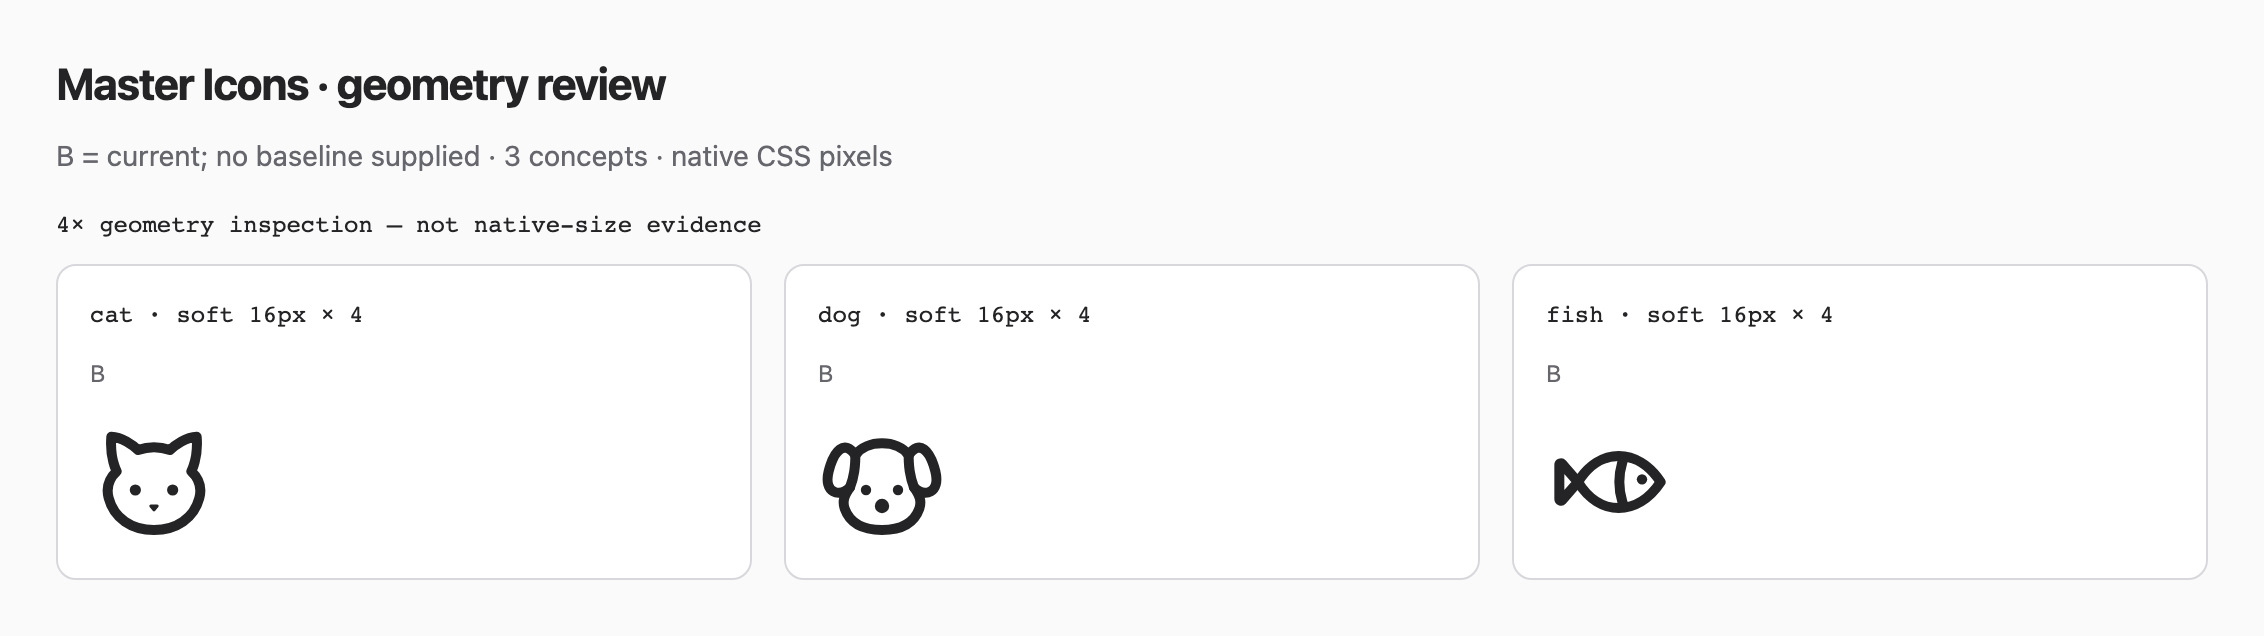 Master Icons · geometry review
B = current; no baseline supplied · 3 concepts · native CSS pixels
4× geometry inspection — not native-size evidence
cat · soft 16px × 4
B
dog · soft 16px × 4
B
fish · soft 16px × 4
B